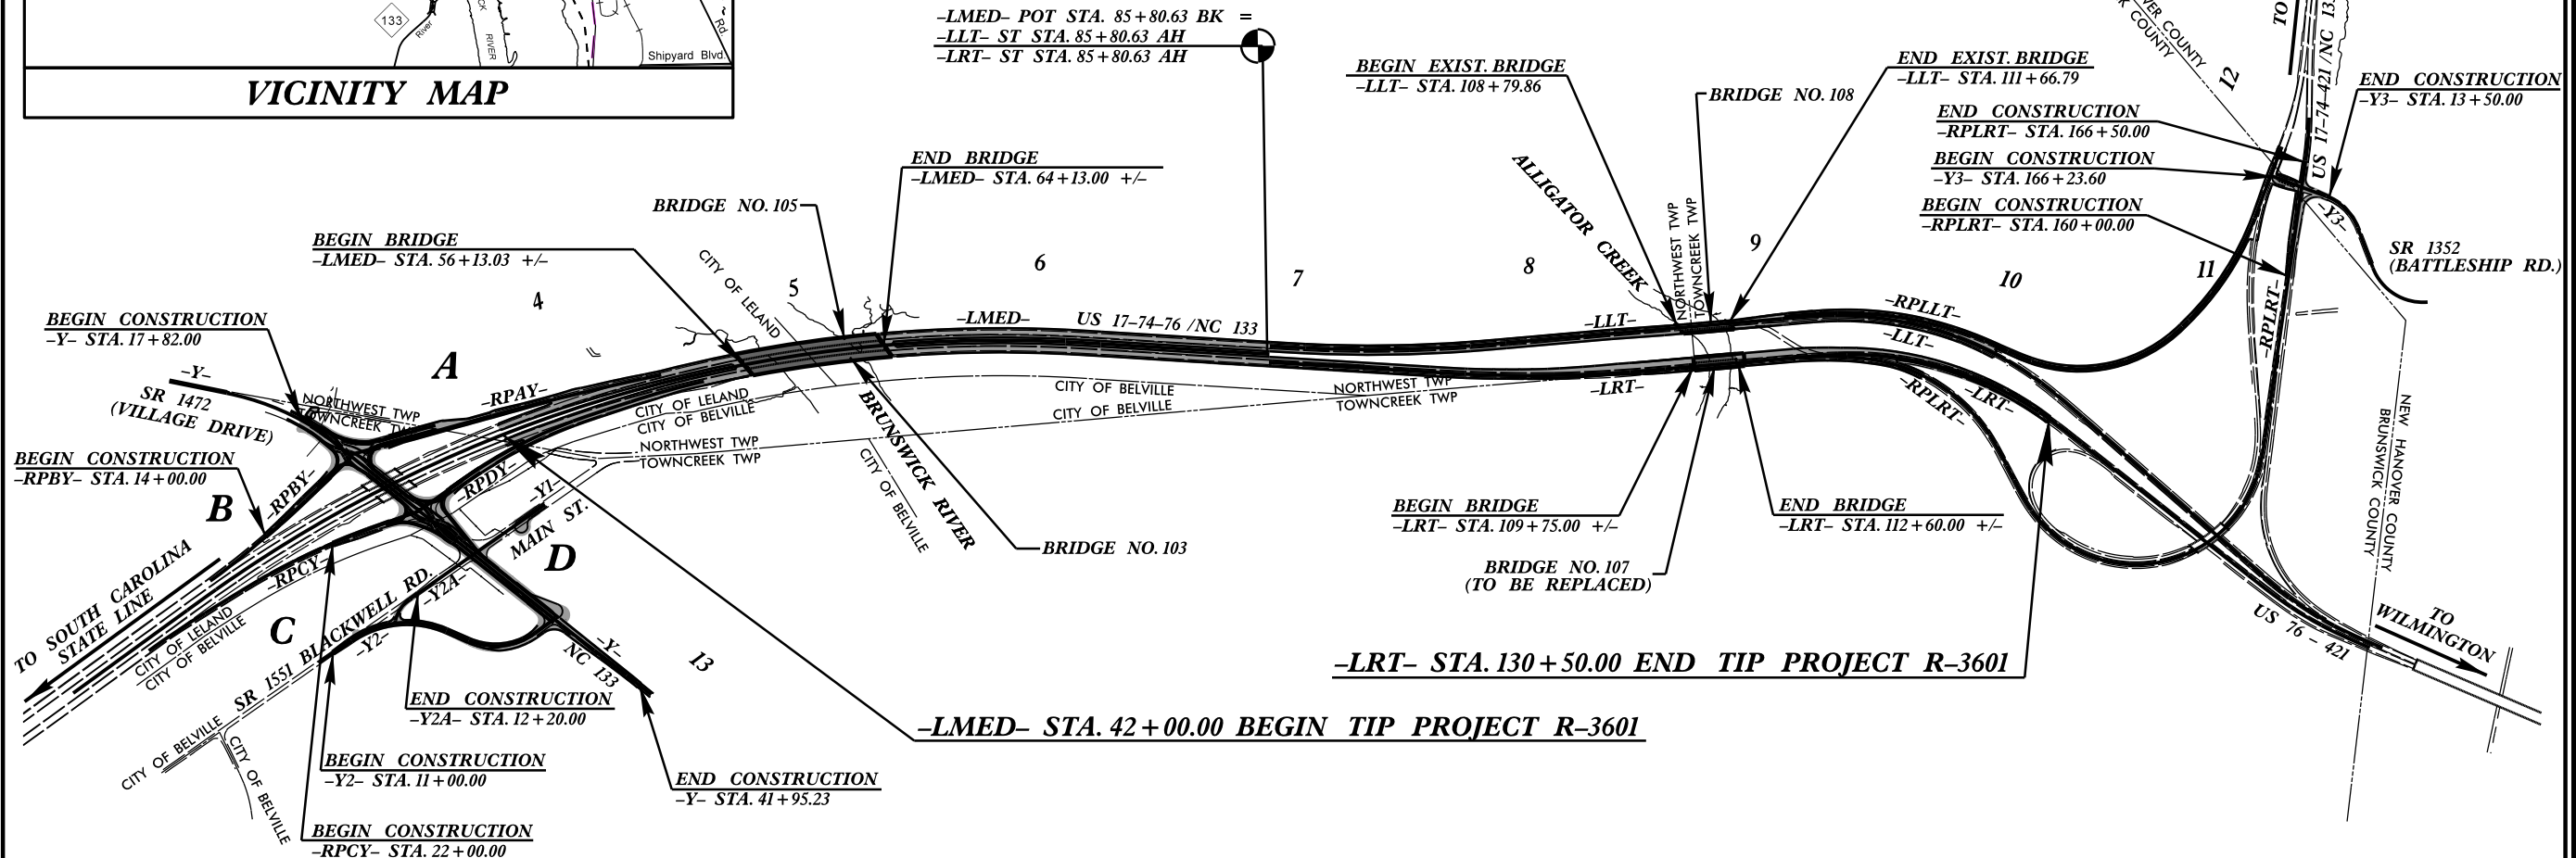 133
River
RIVER
Rd.
Shipyard Blvd.
VICINITY MAP
–LMED– POT STA. 85+80.63 BK =
–LLT– ST STA. 85+80.63 AH
–LRT– ST STA. 85+80.63 AH
BEGIN EXIST. BRIDGE
–LLT– STA. 108+79.86
BRIDGE NO. 108
END EXIST. BRIDGE
–LLT– STA. 111+66.79
COUNTY
COUNTY
12
TO
US 17–74–421 /NC 13
END CONSTRUCTION
–Y3– STA. 13+50.00
END CONSTRUCTION
–RPLRT– STA. 166+50.00
BEGIN CONSTRUCTION
–Y3– STA. 166+23.60
BEGIN CONSTRUCTION
–RPLRT– STA. 160+00.00
–Y3–
SR 1352
(BATTLESHIP RD.)
END BRIDGE
–LMED– STA. 64+13.00 +/–
BRIDGE NO. 105
BEGIN BRIDGE
–LMED– STA. 56+13.03 +/–
CITY OF LELAND
4
5
6
7
8
9
10
11
ALLIGATOR CREEK
NORTHWEST TWP
TOWNCREEK TWP
BEGIN CONSTRUCTION
–Y– STA. 17+82.00
–Y–
SR 1472
(VILLAGE DRIVE)
NORTHWEST TWP
TOWNCREEK TWP
A
–RPAY–
–LMED–
US 17–74–76 /NC 133
–LLT–
–RPLLT–
–LLT–
–LRT–
–LRT–
–RPLRT–
–RPLRT–
CITY OF LELAND
CITY OF BELVILLE
CITY OF BELVILLE
CITY OF BELVILLE
NORTHWEST TWP
TOWNCREEK TWP
NORTHWEST TWP
TOWNCREEK TWP
BRUNSWICK RIVER
CITY OF BELVILLE
BRIDGE NO. 103
BEGIN CONSTRUCTION
–RPBY– STA. 14+00.00
B
–RPBY–
–RPDY–
–Y1–
MAIN ST.
D
–RPCY–
C
TO SOUTH CAROLINA
STATE LINE
CITY OF LELAND
CITY OF BELVILLE
SR 1551 BLACKWELL RD.
–Y2A–
–Y2–
–Y–
NC 133
13
CITY OF BELVILLE
CITY OF BELVILLE
END CONSTRUCTION
–Y2A– STA. 12+20.00
BEGIN CONSTRUCTION
–Y2– STA. 11+00.00
BEGIN CONSTRUCTION
–RPCY– STA. 22+00.00
END CONSTRUCTION
–Y– STA. 41+95.23
–LMED– STA. 42+00.00 BEGIN TIP PROJECT R–3601
BEGIN BRIDGE
–LRT– STA. 109+75.00 +/–
BRIDGE NO. 107
(TO BE REPLACED)
END BRIDGE
–LRT– STA. 112+60.00 +/–
–LRT– STA. 130+50.00 END TIP PROJECT R–3601
NEW HANOVER COUNTY
BRUNSWICK COUNTY
US 76 – 421
TO
WILMINGTON